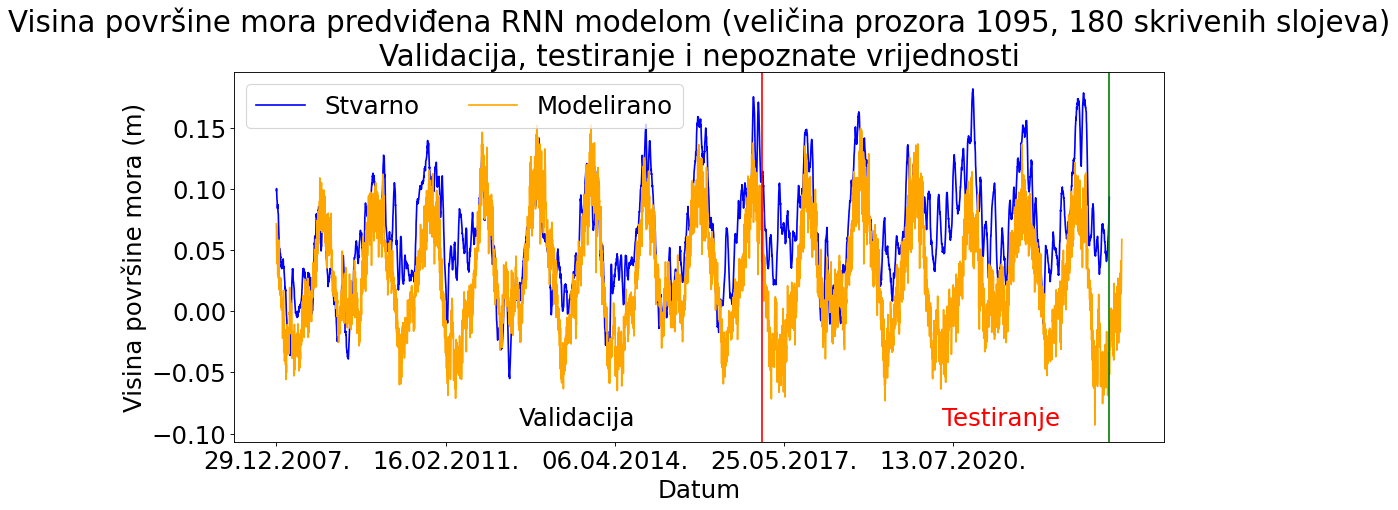 Visina površine mora predviđena RNN modelom (veličina prozora 1095, 180 skrivenih slojeva)
Validacija, testiranje i nepoznate vrijednosti
Stvarno
Modelirano
Visina površine mora (m)
0.15
0.10
0.05
0.00
−0.05
−0.10
Validacija
Testiranje
29.12.2007.
16.02.2011.
06.04.2014.
25.05.2017.
13.07.2020.
Datum